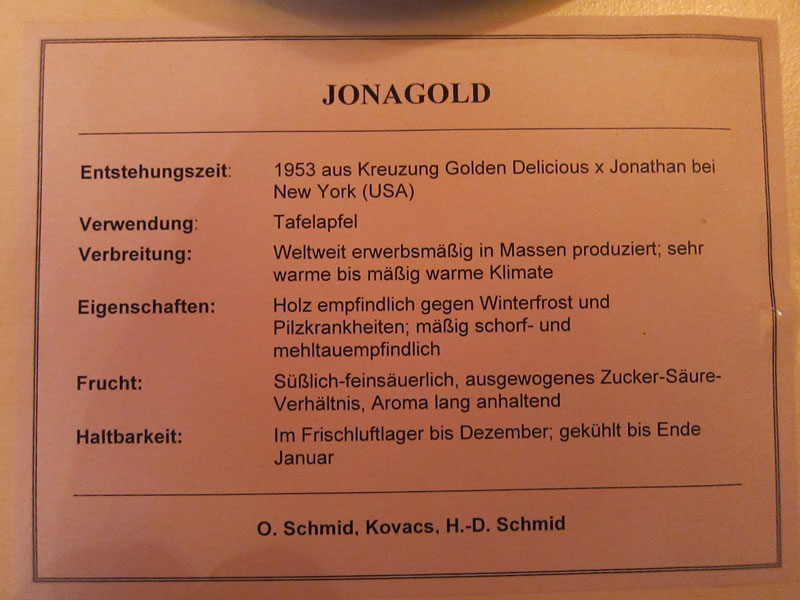 JONAGOLD
Entstehungszeit: 1953 aus Kreuzung Golden Delicious x Jonathan bei
New York (USA)
Verwendung: Tafelapfel
Verbreitung: Weltweit erwerbsmäßig in Massen produziert; sehr
warme bis mäßig warme Klimate
Eigenschaften: Holz empfindlich gegen Winterfrost und
Pilzkrankheiten; mäßig schorf- und
mehltauempfindlich
Frucht: Süßlich-feinsäuerlich, ausgewogenes Zucker-Säure-
Verhältnis, Aroma lang anhaltend
Haltbarkeit: Im Frischluftlager bis Dezember; gekühlt bis Ende
Januar
O. Schmid, Kovacs, H.-D. Schmid